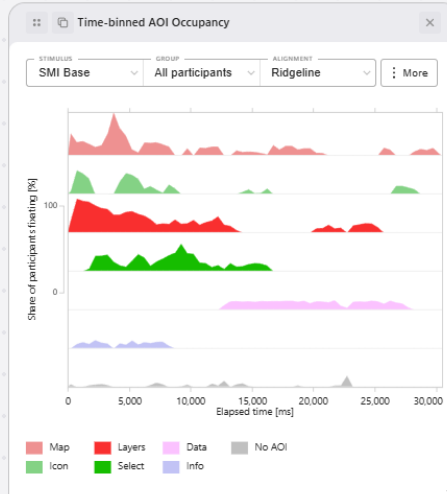 Time-binned AOI Occupancy
STIMULUS
SMI Base
GROUP
All participants
ALIGNMENT
Ridgeline
More
Share of participants fixating [%]
100
0
0 5,000 10,000 15,000 20,000 25,000 30,000
Elapsed time [ms]
Map Layers Data No AOI
Icon Select Info